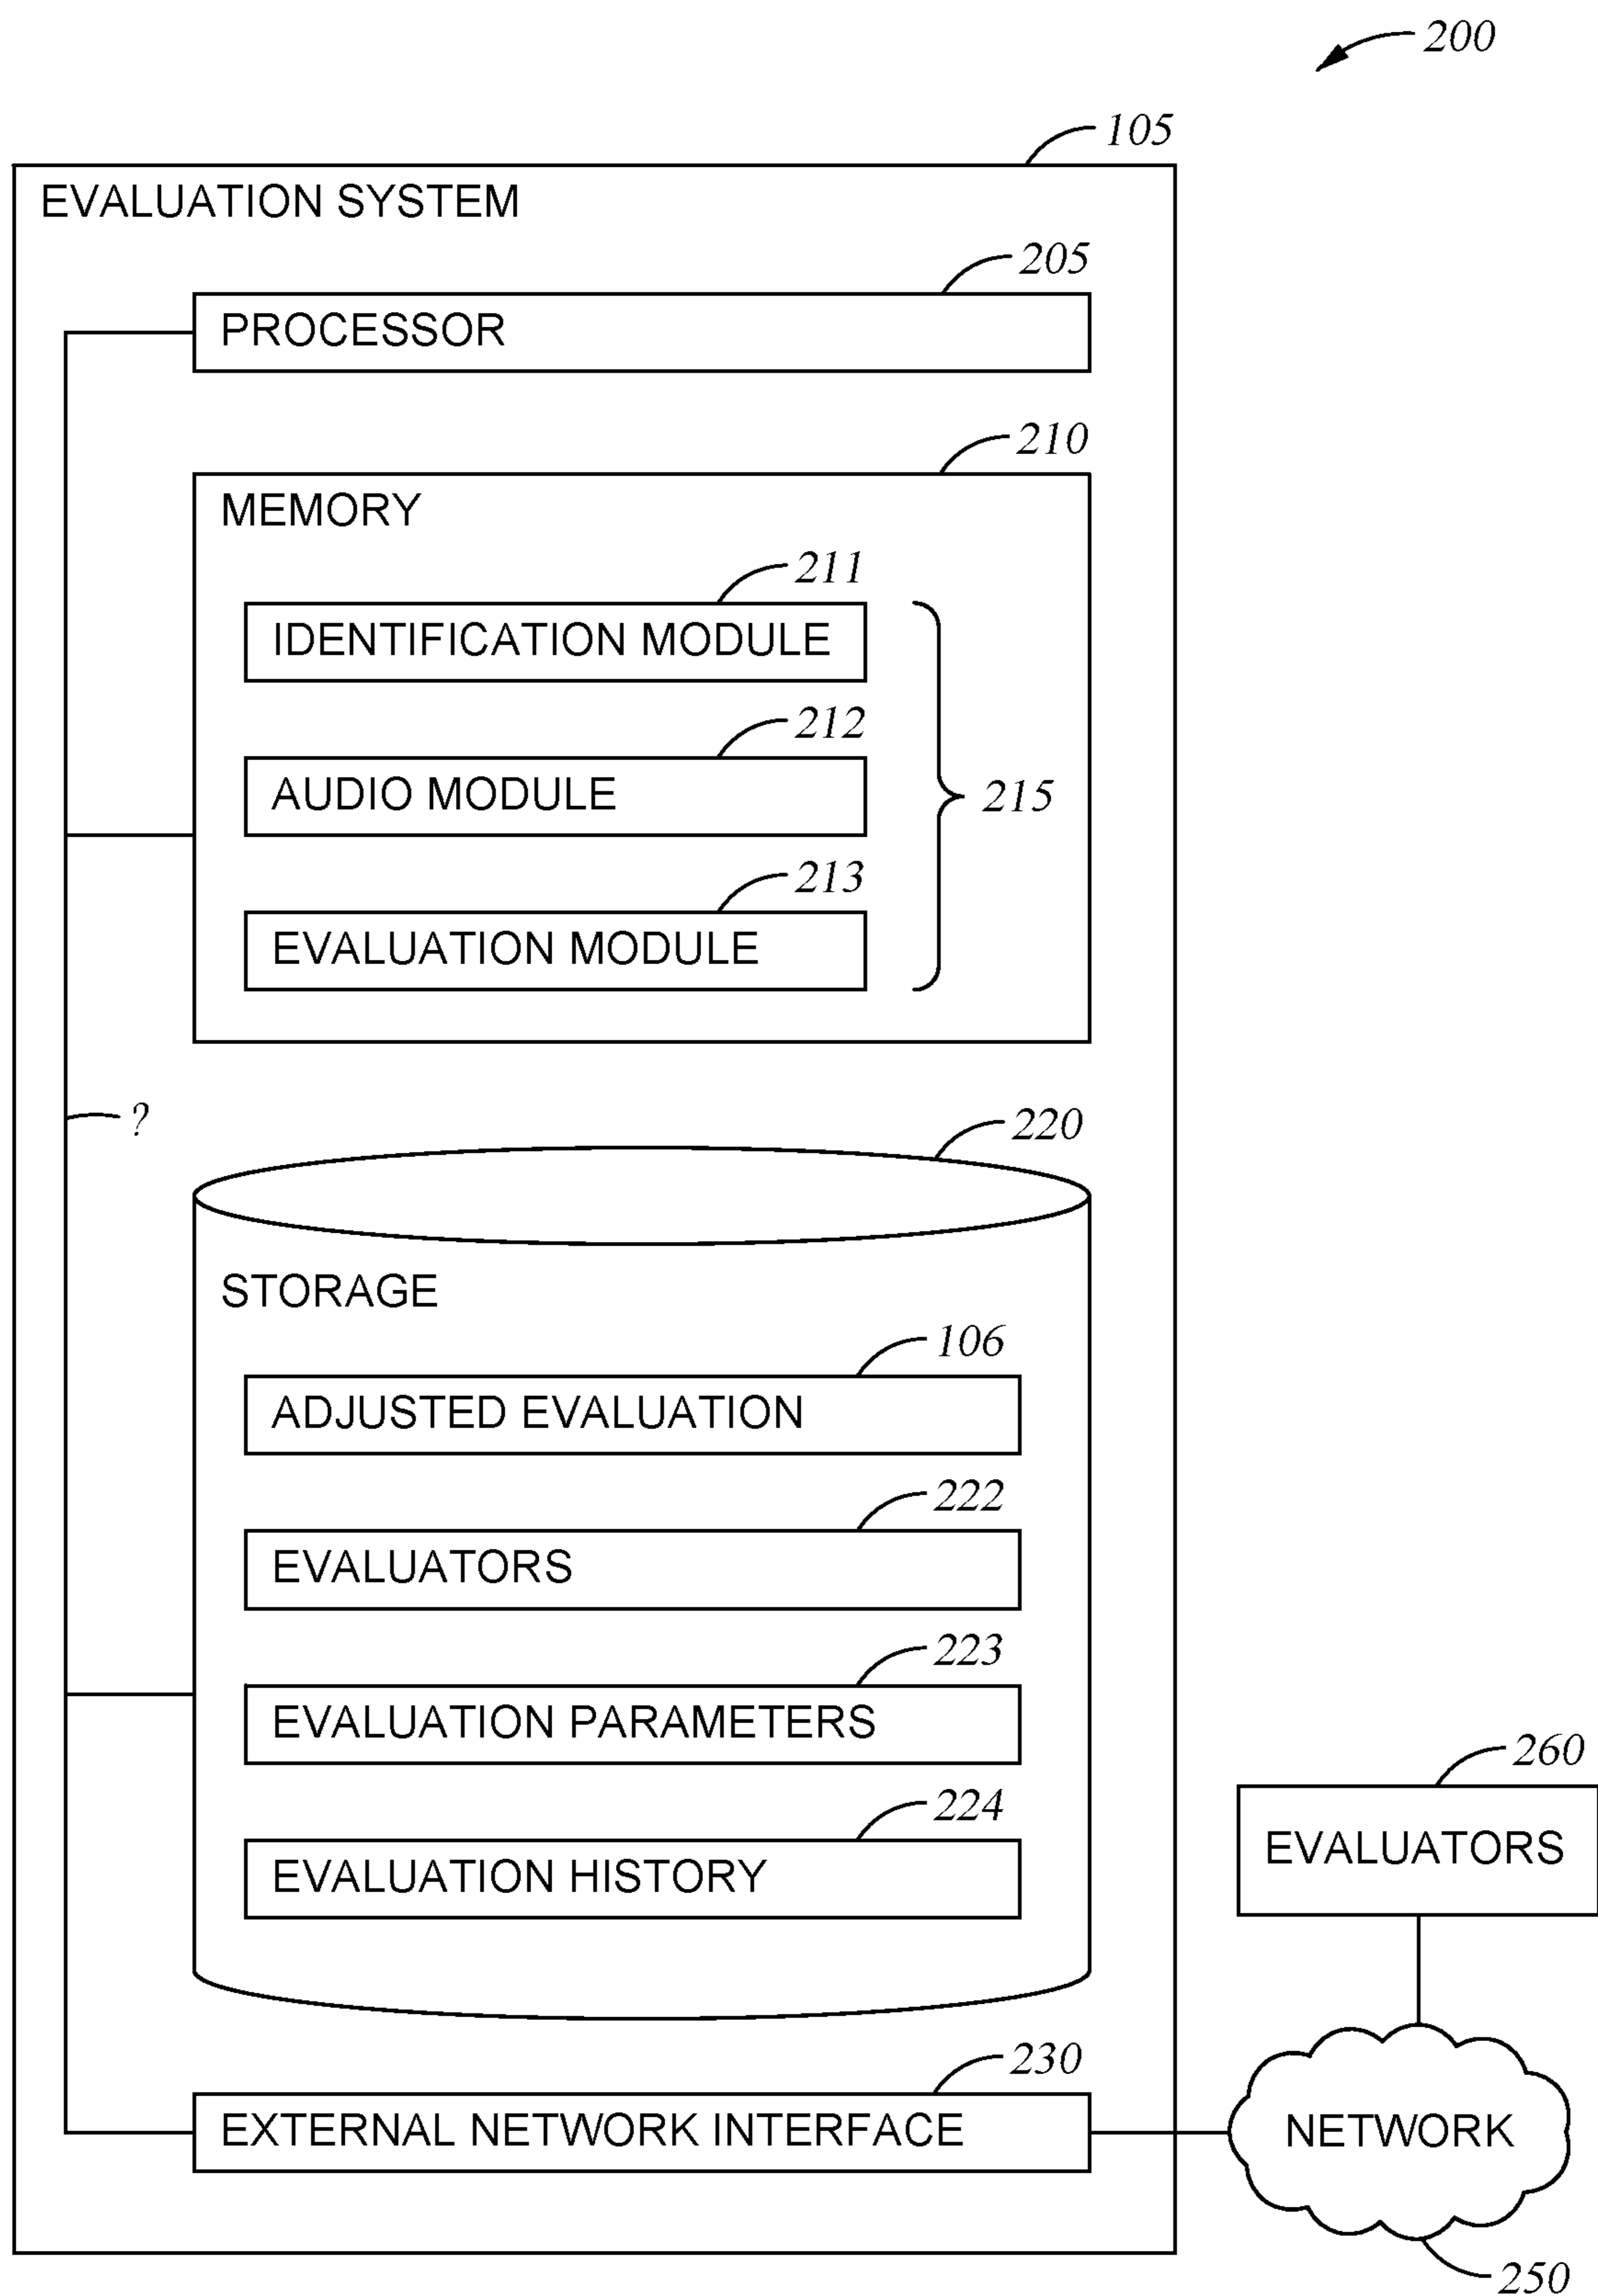 200
105
EVALUATION SYSTEM
205
PROCESSOR
210
MEMORY
211
IDENTIFICATION MODULE
212
AUDIO MODULE
215
213
EVALUATION MODULE
?
220
STORAGE
106
ADJUSTED EVALUATION
222
EVALUATORS
223
EVALUATION PARAMETERS
224
EVALUATION HISTORY
260
EVALUATORS
230
EXTERNAL NETWORK INTERFACE
NETWORK
250